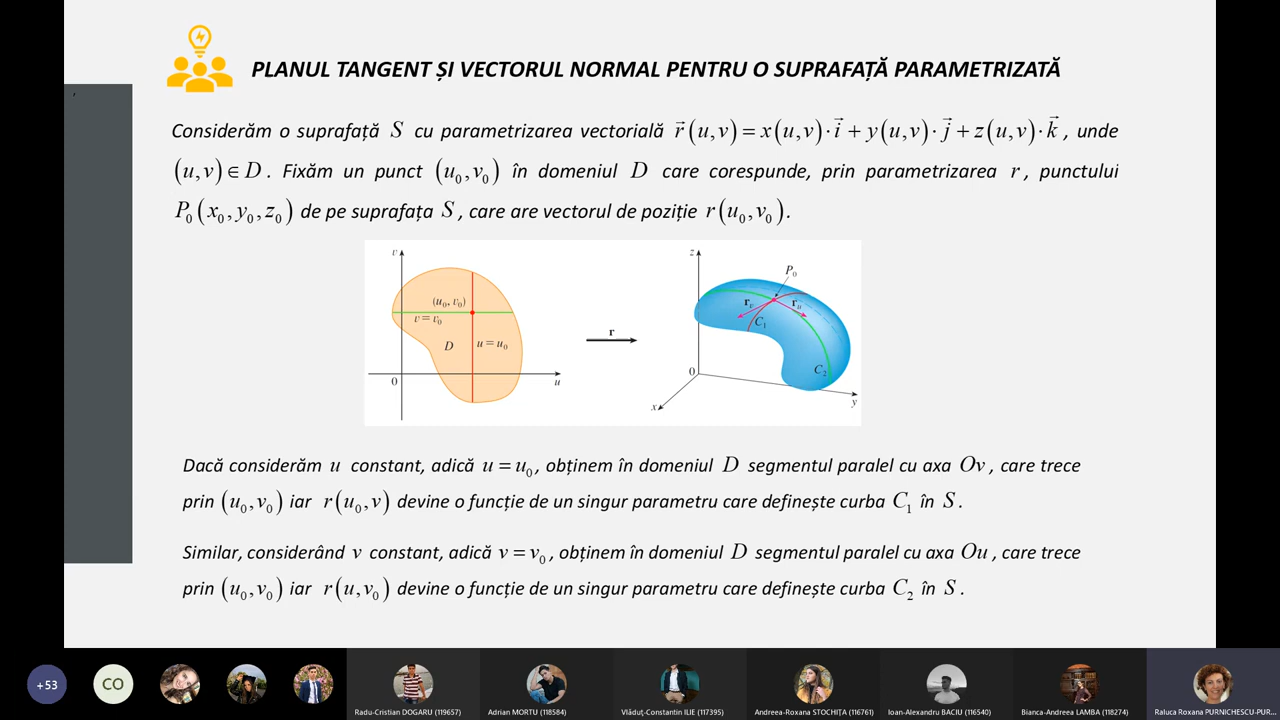 PLANUL TANGENT ȘI VECTORUL NORMAL PENTRU O SUPRAFAȚĂ PARAMETRIZATĂ
,
Considerăm o suprafață S cu parametrizarea vectorială r⃗(u,v) = x(u,v)·i⃗ + y(u,v)·j⃗ + z(u,v)·k⃗, unde
(u,v) ∈ D. Fixăm un punct (u₀,v₀) în domeniul D care corespunde, prin parametrizarea r, punctului
P₀(x₀,y₀,z₀) de pe suprafața S, care are vectorul de poziție r(u₀,v₀).
v
(u₀, v₀)
v = v₀
D
u = u₀
0
u
r
z
P₀
rᵥ
rᵤ
C₁
C₂
0
x
y
Dacă considerăm u constant, adică u = u₀, obținem în domeniul D segmentul paralel cu axa Ov, care trece
prin (u₀,v₀) iar r(u₀,v) devine o funcție de un singur parametru care definește curba C₁ în S.
Similar, considerând v constant, adică v = v₀, obținem în domeniul D segmentul paralel cu axa Ou, care trece
prin (u₀,v₀) iar r(u,v₀) devine o funcție de un singur parametru care definește curba C₂ în S.
+53
CO
Radu-Cristian DOGARU (119657)
Adrian MORTU (118584)
Vlăduț-Constantin ILIE (117395)
Andreea-Roxana STOCHIȚA (116761)
Ioan-Alexandru BACIU (116540)
Bianca-Andreea LAMBA (118274)
Raluca Roxana PURNICHESCU-PUR...